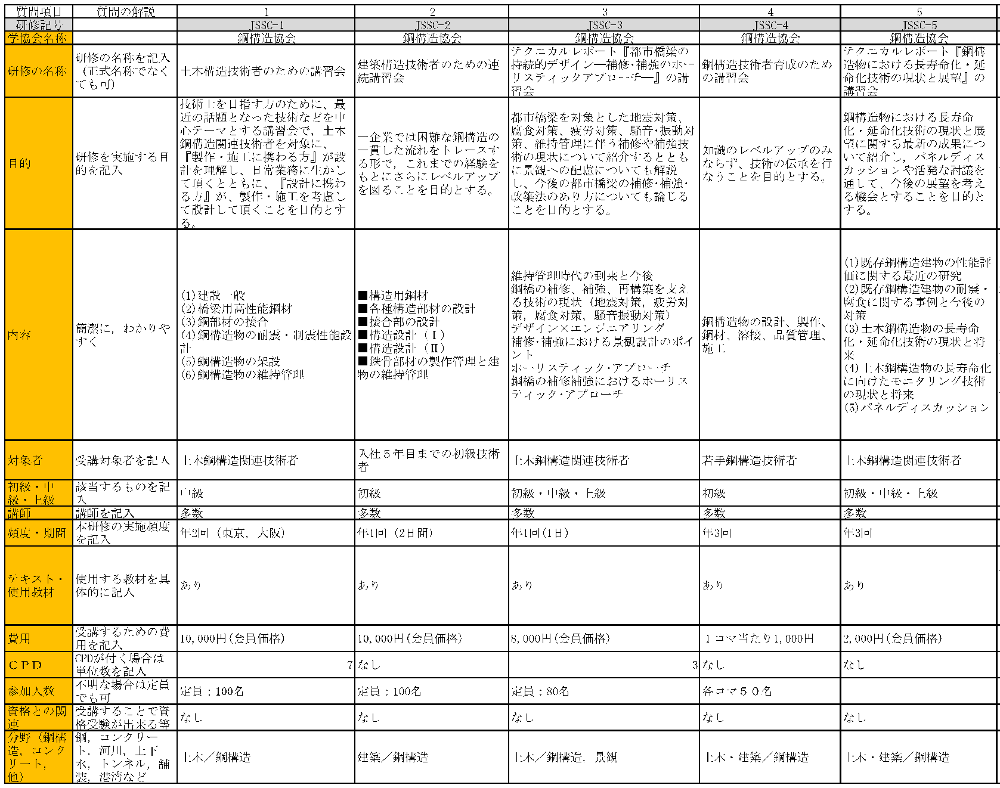 質問項目 質問の解説 1 2 3 4 5
研修記号 JSSC-1 JSSC-2 JSSC-3 JSSC-4 JSSC-5
学協会名称 鋼構造協会 鋼構造協会 鋼構造協会 鋼構造協会 鋼構造協会
研修の名称
研修の名称を記入
（正式名称でなく
ても可）
土木構造技術者のための講習会
建築構造技術者のための連
続講習会
テクニカルレポート『都市橋梁の
持続的デザイン―補修･補強のホー
リスティックアプローチ―』の講
習会
鋼構造技術者育成のため
の講習会
テクニカルレポート『鋼構
造物における長寿命化・延
命化技術の現状と展望』の
講習会
目的
研修を実施する目
的を記入
技術士を目指す方のために、最
近の話題となった技術などを中
心テーマとする講習会で，土木
鋼構造関連技術者を対象に、
『製作・施工に携わる方』が設
計を理解し、日常業務に生かし
て頂くとともに、『設計に携わ
る方』が、製作・施工を考慮し
て設計して頂くことを目的とす
る。
一企業では困難な鋼構造の
一貫した流れをトレースす
る形で，これまでの経験を
もとにさらにレベルアップ
を図ることを目的とする。
都市橋梁を対象とした地震対策、
腐食対策、疲労対策、騒音･振動対
策、維持管理に伴う補修や補強技
術の現状について紹介するととも
に景観への配慮についても解説
し、今後の都市橋梁の補修･補強･
改築法のあり方についても論じる
ことを目的とする。
知識のレベルアップのみ
ならず、技術の伝承を行
なうことを目的とする。
鋼構造物における長寿命
化・延命化技術の現状と展
望に関する最新の成果につ
いて紹介し，パネルディス
カッションや活発な討議を
通して、今後の展望を考え
る機会とすることを目的と
する。
内容
簡潔に，わかりや
すく
(1)建設一般
(2)橋梁用高性能鋼材
(3)鋼部材の接合
(4)鋼構造物の耐震・制震性能設
計
(5)鋼構造物の架設
(6)鋼構造物の維持管理
■構造用鋼材
■各種構造部材の設計
■接合部の設計
■構造設計（Ⅰ）
■構造設計（Ⅱ）
■鉄骨部材の製作管理と建
物の維持管理
維持管理時代の到来と今後
鋼橋の補修、補強、再構築を支え
る技術の現状（地震対策，疲労対
策，腐食対策，騒音振動対策）
デザイン×エンジニアリング
補修･補強における景観設計のポイ
ント
ホーリスティック･アプローチ
鋼橋の補修補強におけるホーリス
ティック･アプローチ
鋼構造物の設計、製作、
鋼材、溶接、品質管理、
施工
(1)既存鋼構造建物の性能評
価に関する最近の研究
(2)既存鋼構造建物の耐震・
腐食に関する事例と今後の
対策
(3)土木鋼構造物の長寿命
化・延命化技術の現状と将
来
(4)土木鋼構造物の長寿命化
に向けたモニタリング技術
の現状と将来
(5)パネルディスカッション
対象者
受講対象者を記入
土木鋼構造関連技術者
入社５年目までの初級技術
者
土木鋼構造関連技術者
若手鋼構造技術者
土木鋼構造関連技術者
初級・中
級・上級
該当するものを記
入
中級
初級
初級・中級・上級
初級
初級・中級・上級
講師 講師を記入 多数 多数 多数 多数 多数
頻度・期間
本研修の実施頻度
を記入
年2回（東京，大阪）
年1回（2日間）
年1回(1日)
年3回
年3回
テキスト・
使用教材
使用する教材を具
体的に記入
あり
あり
あり
あり
あり
費用
受講するための費
用を記入
10,000円(会員価格)
10,000円(会員価格)
8,000円(会員価格)
１コマ当たり1,000円
2,000円(会員価格)
ＣＰＤ
CPDが付く場合は
単位数を記入
7
なし
3
なし
なし
参加人数
不明な場合は定員
でも可
定員：100名
定員：100名
定員：80名
各コマ５０名
資格との関
連
受講することで資
格受験が出来る等
なし
なし
なし
なし
なし
分野（鋼構
造，コンク
リート，
他）
鋼，コンクリー
ト，河川，上下
水，トンネル，舗
装，港湾など
土木／鋼構造
建築／鋼構造
土木／鋼構造，景観
土木・建築／鋼構造
土木・建築／鋼構造